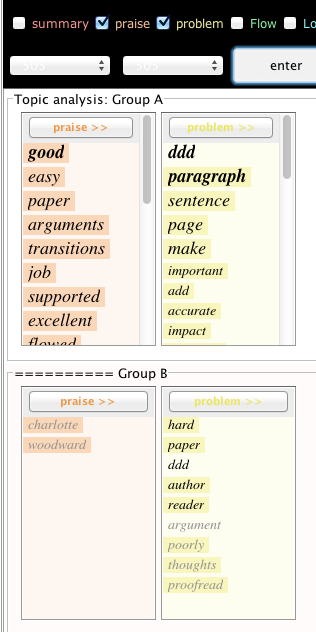 summary praise problem Flow Lo
505 505 enter
Topic analysis: Group A
praise >> problem >>
good ddd
easy paragraph
paper sentence
arguments page
transitions make
job important
supported add
excellent accurate
flowed impact
========== Group B
praise >> problem >>
charlotte hard
woodward paper
ddd
author
reader
argument
poorly
thoughts
proofread